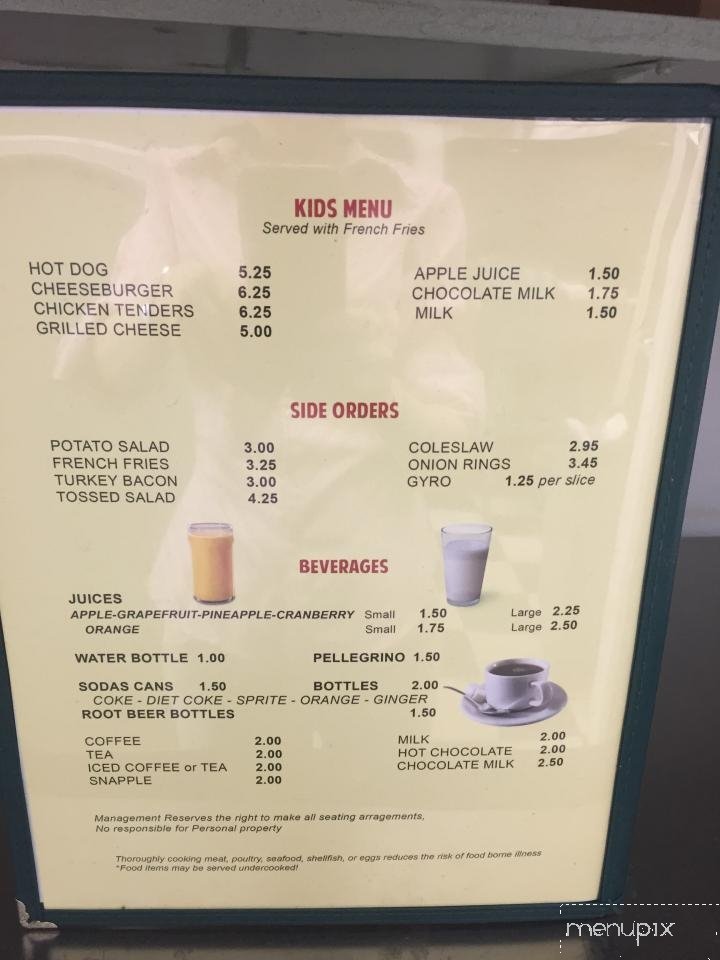 KIDS MENU
Served with French Fries
HOT DOG 5.25
CHEESEBURGER 6.25
CHICKEN TENDERS 6.25
GRILLED CHEESE 5.00
APPLE JUICE 1.50
CHOCOLATE MILK 1.75
MILK 1.50
SIDE ORDERS
POTATO SALAD 3.00
FRENCH FRIES 3.25
TURKEY BACON 3.00
TOSSED SALAD 4.25
COLESLAW 2.95
ONION RINGS 3.45
GYRO 1.25 per slice
BEVERAGES
JUICES
APPLE-GRAPEFRUIT-PINEAPPLE-CRANBERRY Small 1.50 Large 2.25
ORANGE Small 1.75 Large 2.50
WATER BOTTLE 1.00 PELLEGRINO 1.50
SODAS CANS 1.50 BOTTLES 2.00
COKE - DIET COKE - SPRITE - ORANGE - GINGER
ROOT BEER BOTTLES 1.50
COFFEE 2.00
TEA 2.00
ICED COFFEE or TEA 2.00
SNAPPLE 2.00
MILK 2.00
HOT CHOCOLATE 2.00
CHOCOLATE MILK 2.50
Management Reserves the right to make all seating arragements,
No responsible for Personal property
Thoroughly cooking meat, poultry, seafood, shellfish, or eggs reduces the risk of food borne illness
*Food items may be served undercooked!
menupix